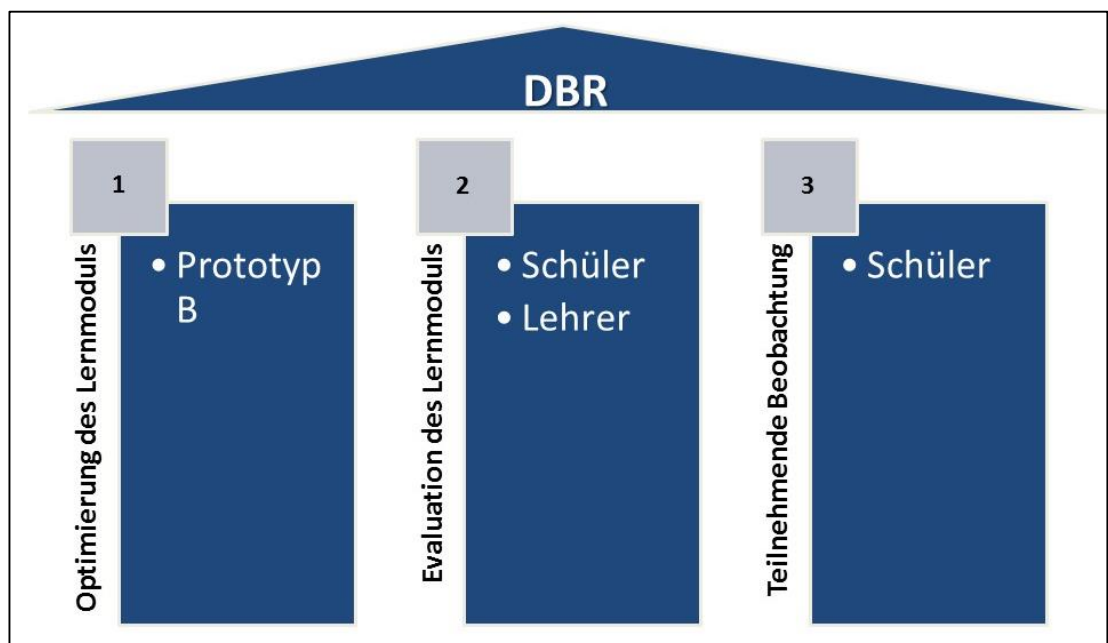 DBR
1
Optimierung des Lernmoduls
• Prototyp
B
2
Evaluation des Lernmoduls
• Schüler
• Lehrer
3
Teilnehmende Beobachtung
• Schüler